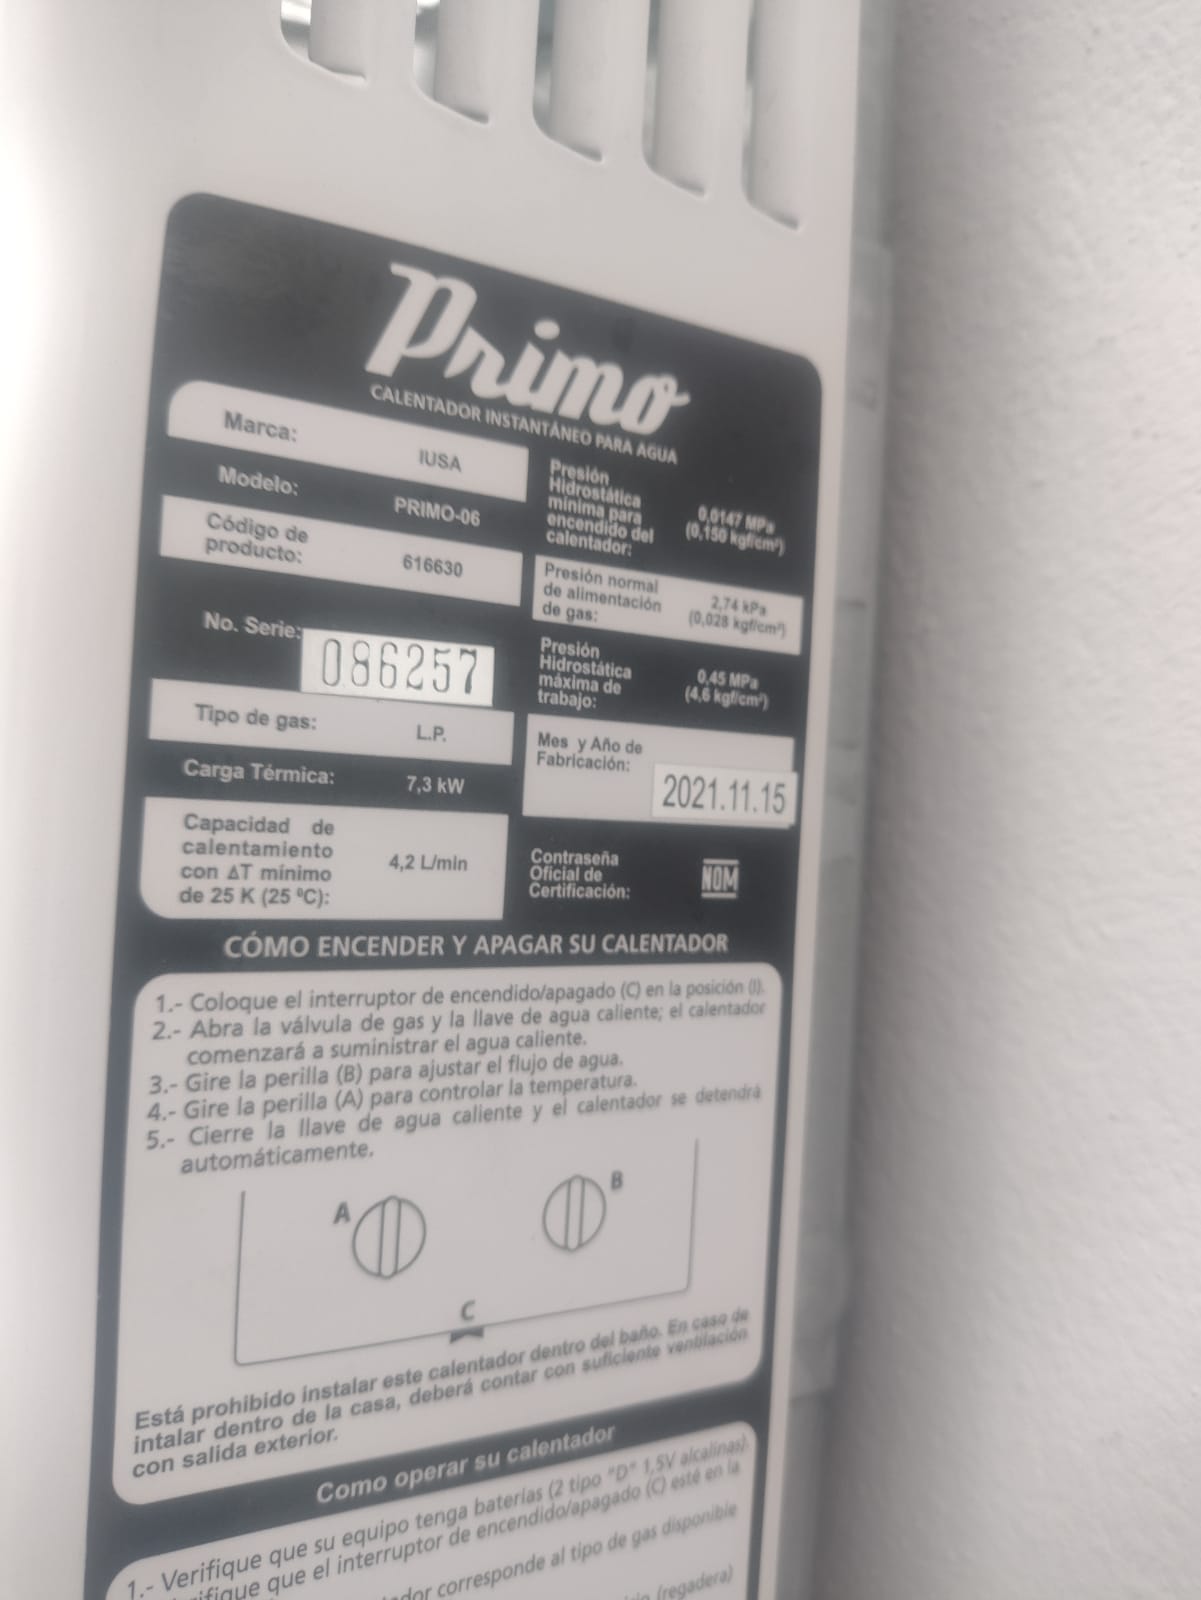 Primo
CALENTADOR INSTANTÁNEO PARA AGUA
Marca: IUSA
Modelo: PRIMO-06
Código de
producto: 616630
No. Serie: 086257
Tipo de gas: L.P.
Carga Térmica: 7,3 kW
Capacidad de
calentamiento
con ΔT mínimo
de 25 K (25 ºC): 4,2 L/min
Presión
Hidrostática
mínima para
encendido del
calentador:
0,0147 MPa
(0,150 kgf/cm²)
Presión normal
de alimentación
de gas:
2,74 kPa
(0,028 kgf/cm²)
Presión
Hidrostática
máxima de
trabajo:
0,45 MPa
(4,6 kgf/cm²)
Mes y Año de
Fabricación:
2021.11.15
Contraseña
Oficial de
Certificación:
NOM
CÓMO ENCENDER Y APAGAR SU CALENTADOR
1.- Coloque el interruptor de encendido/apagado (C) en la posición (I).
2.- Abra la válvula de gas y la llave de agua caliente; el calentador
comenzará a suministrar el agua caliente.
3.- Gire la perilla (B) para ajustar el flujo de agua.
4.- Gire la perilla (A) para controlar la temperatura.
5.- Cierre la llave de agua caliente y el calentador se detendrá
automáticamente.
A
B
C
Está prohibido instalar este calentador dentro del baño. En caso de
intalar dentro de la casa, deberá contar con suficiente ventilación
con salida exterior.
Como operar su calentador
1.- Verifique que su equipo tenga baterías (2 tipo "D" 1,5V alcalinas).
que el interruptor de encendido/apagado (C) esté en la
corresponde al tipo de gas disponible
(regadera)